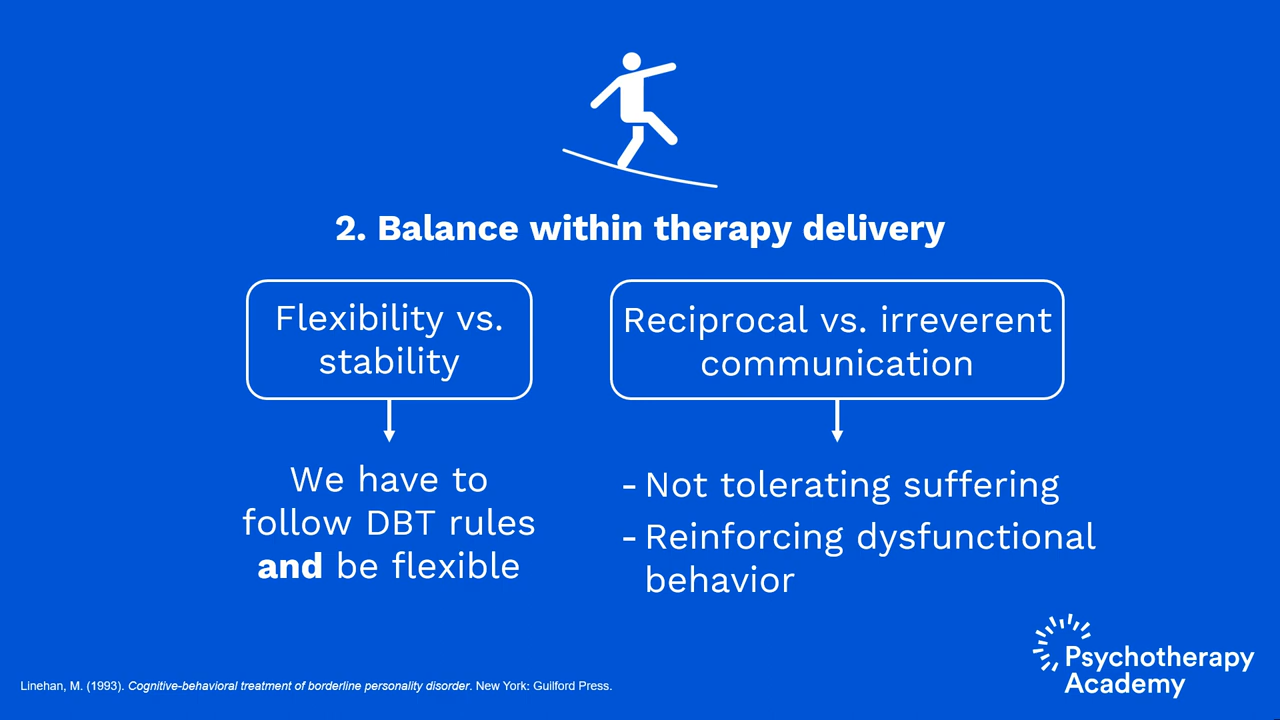 2. Balance within therapy delivery
Flexibility vs.
stability
We have to
follow DBT rules
and be flexible
Reciprocal vs. irreverent
communication
- Not tolerating suffering
- Reinforcing dysfunctional
behavior
Linehan, M. (1993). Cognitive-behavioral treatment of borderline personality disorder. New York: Guilford Press.
Psychotherapy
Academy